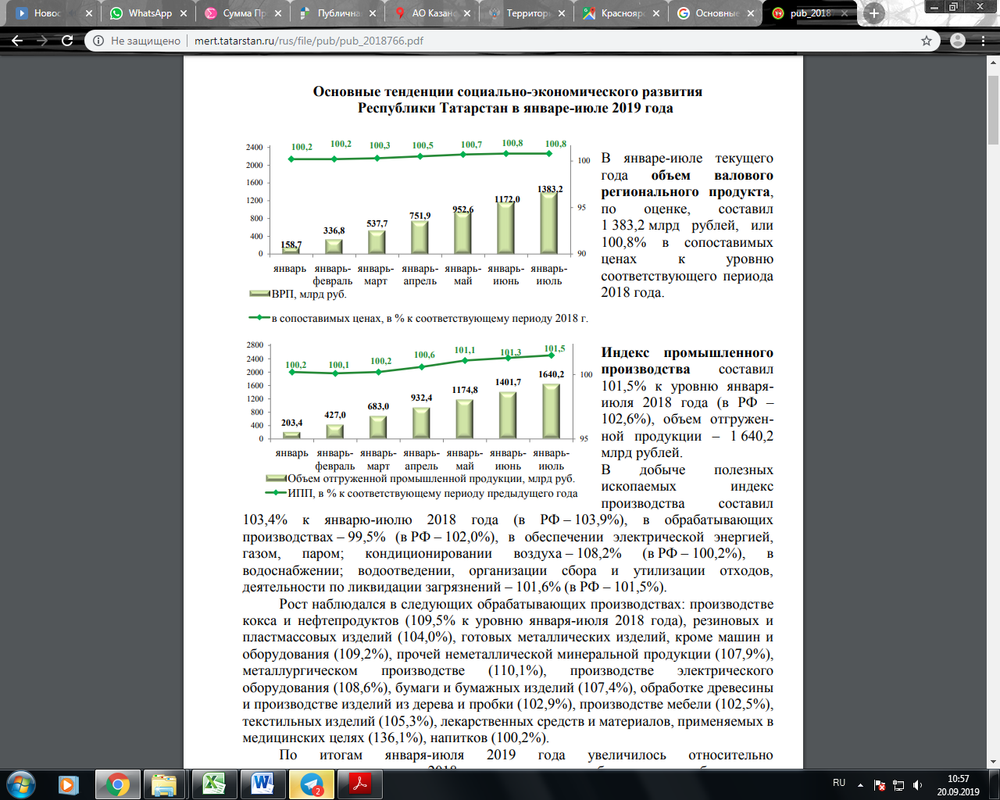 Новос
WhatsApp
Сумма Пр
Публична
АО Казанс
Территори
Краснояр
Основные
pub_2018
Не защищено
mert.tatarstan.ru/rus/file/pub/pub_2018766.pdf
Основные тенденции социально-экономического развития
Республики Татарстан в январе-июле 2019 года
2400
2000
1600
1200
800
400
0
100,2
100,2
100,3
100,5
100,7
100,8
100,8
158,7
336,8
537,7
751,9
952,6
1172,0
1383,2
100
95
90
январь
январь-февраль
январь-март
январь-апрель
январь-май
январь-июнь
январь-июль
ВРП, млрд руб.
в сопоставимых ценах, в % к соответствующему периоду 2018 г.
В январе-июле текущего
года объем валового
регионального продукта,
по оценке, составил
1 383,2 млрд рублей, или
100,8% в сопоставимых
ценах к уровню
соответствующего периода
2018 года.
2800
2400
2000
1600
1200
800
400
0
100,2
100,1
100,2
100,6
101,1
101,3
101,5
203,4
427,0
683,0
932,4
1174,8
1401,7
1640,2
100
95
январь
январь-февраль
январь-март
январь-апрель
январь-май
январь-июнь
январь-июль
Объем отгруженной промышленной продукции, млрд руб.
ИПП, в % к соответствующему периоду предыдущего года
Индекс промышленного
производства составил
101,5% к уровню января-
июля 2018 года (в РФ –
102,6%), объем отгружен-
ной продукции – 1 640,2
млрд рублей.
В добыче полезных
ископаемых индекс
производства составил
103,4% к январю-июлю 2018 года (в РФ – 103,9%), в обрабатывающих
производствах – 99,5% (в РФ – 102,0%), в обеспечении электрической энергией,
газом, паром; кондиционировании воздуха – 108,2% (в РФ – 100,2%), в
водоснабжении; водоотведении, организации сбора и утилизации отходов,
деятельности по ликвидации загрязнений – 101,6% (в РФ – 101,5%).
Рост наблюдался в следующих обрабатывающих производствах: производстве
кокса и нефтепродуктов (109,5% к уровню января-июля 2018 года), резиновых и
пластмассовых изделий (104,0%), готовых металлических изделий, кроме машин и
оборудования (109,2%), прочей неметаллической минеральной продукции (107,9%),
металлургическом производстве (110,1%), производстве электрического
оборудования (108,6%), бумаги и бумажных изделий (107,4%), обработке древесины
и производстве изделий из дерева и пробки (102,9%), производстве мебели (102,5%),
текстильных изделий (105,3%), лекарственных средств и материалов, применяемых в
медицинских целях (136,1%), напитков (100,2%).
По итогам января-июля 2019 года увеличилось относительно
2
RU
10:57
20.09.2019